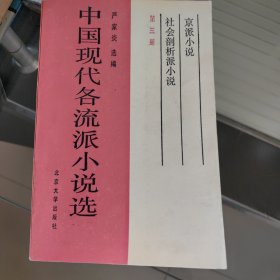 中国现代各流派小说选
严家炎 选编
北京大学出版社
第三册
京派小说
社会剖析派小说